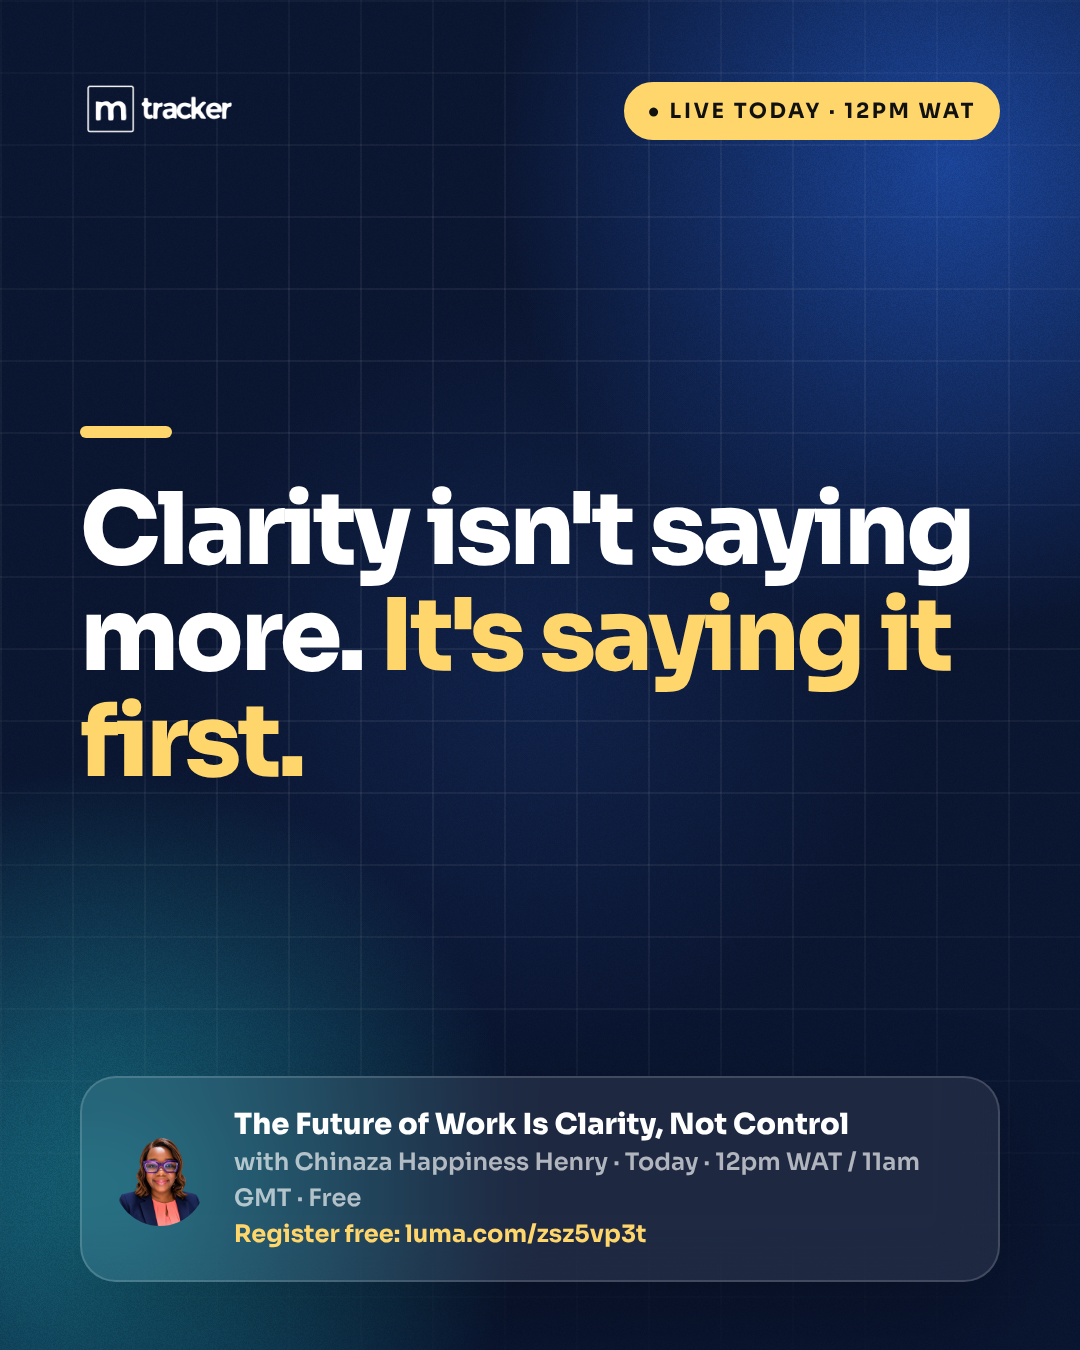 m tracker
• LIVE TODAY · 12PM WAT
Clarity isn't saying
more. It's saying it
first.
The Future of Work Is Clarity, Not Control
with Chinaza Happiness Henry · Today · 12pm WAT / 11am
GMT · Free
Register free: luma.com/zsz5vp3t